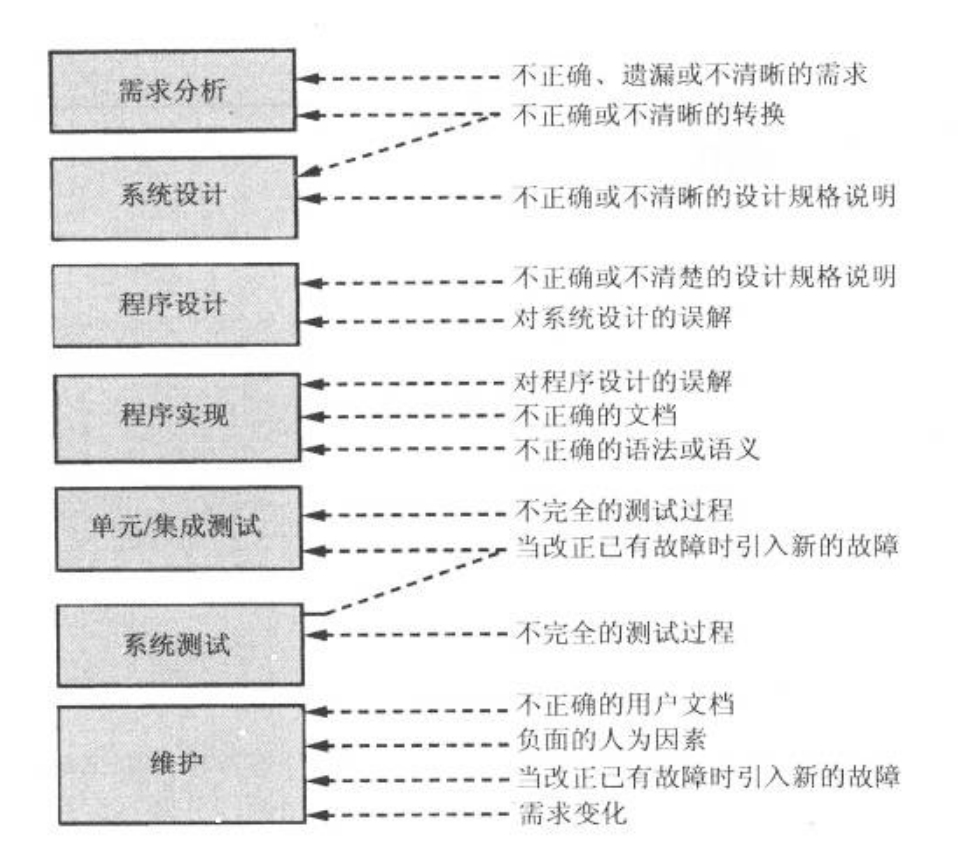 需求分析
不正确、遗漏或不清晰的需求
不正确或不清晰的转换
系统设计
不正确或不清晰的设计规格说明
程序设计
不正确或不清楚的设计规格说明
对系统设计的误解
程序实现
对程序设计的误解
不正确的文档
不正确的语法或语义
单元/集成测试
不完全的测试过程
当改正已有故障时引入新的故障
系统测试
不完全的测试过程
维护
不正确的用户文档
负面的人为因素
当改正已有故障时引入新的故障
需求变化